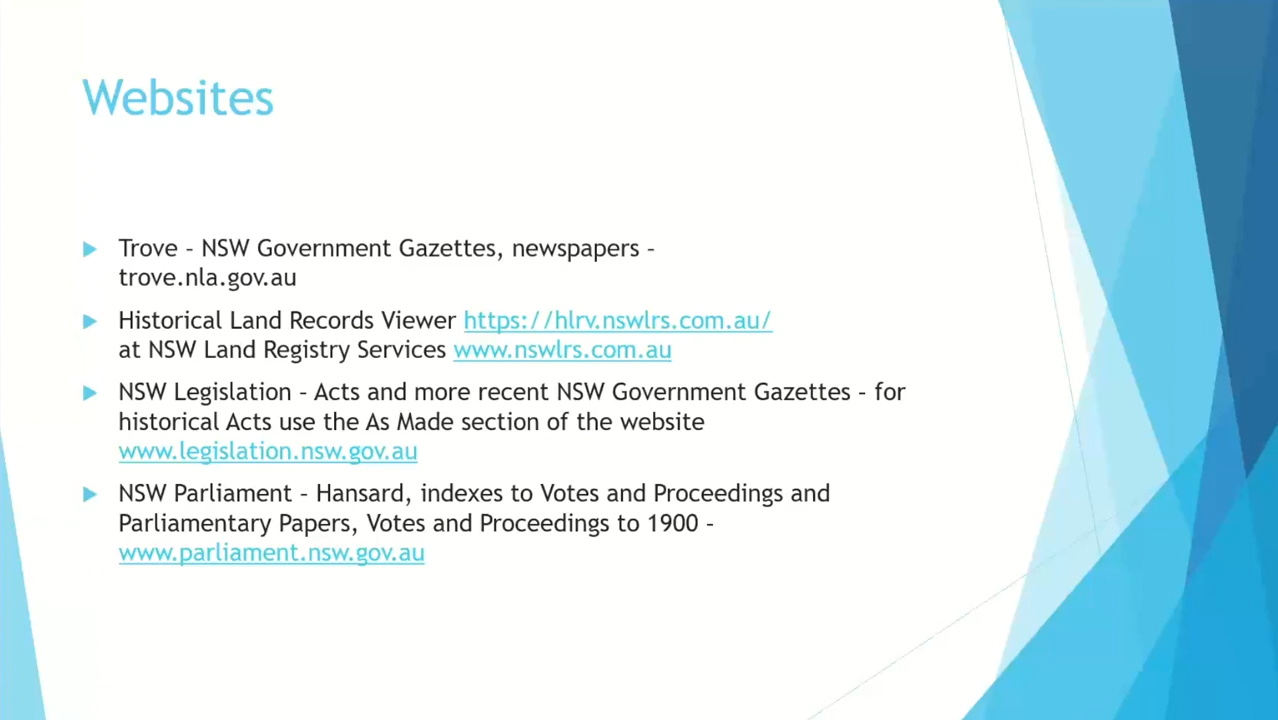 Websites
Trove – NSW Government Gazettes, newspapers –
trove.nla.gov.au
Historical Land Records Viewer https://hlrv.nswlrs.com.au/
at NSW Land Registry Services www.nswlrs.com.au
NSW Legislation – Acts and more recent NSW Government Gazettes – for
historical Acts use the As Made section of the website
www.legislation.nsw.gov.au
NSW Parliament – Hansard, indexes to Votes and Proceedings and
Parliamentary Papers, Votes and Proceedings to 1900 -
www.parliament.nsw.gov.au